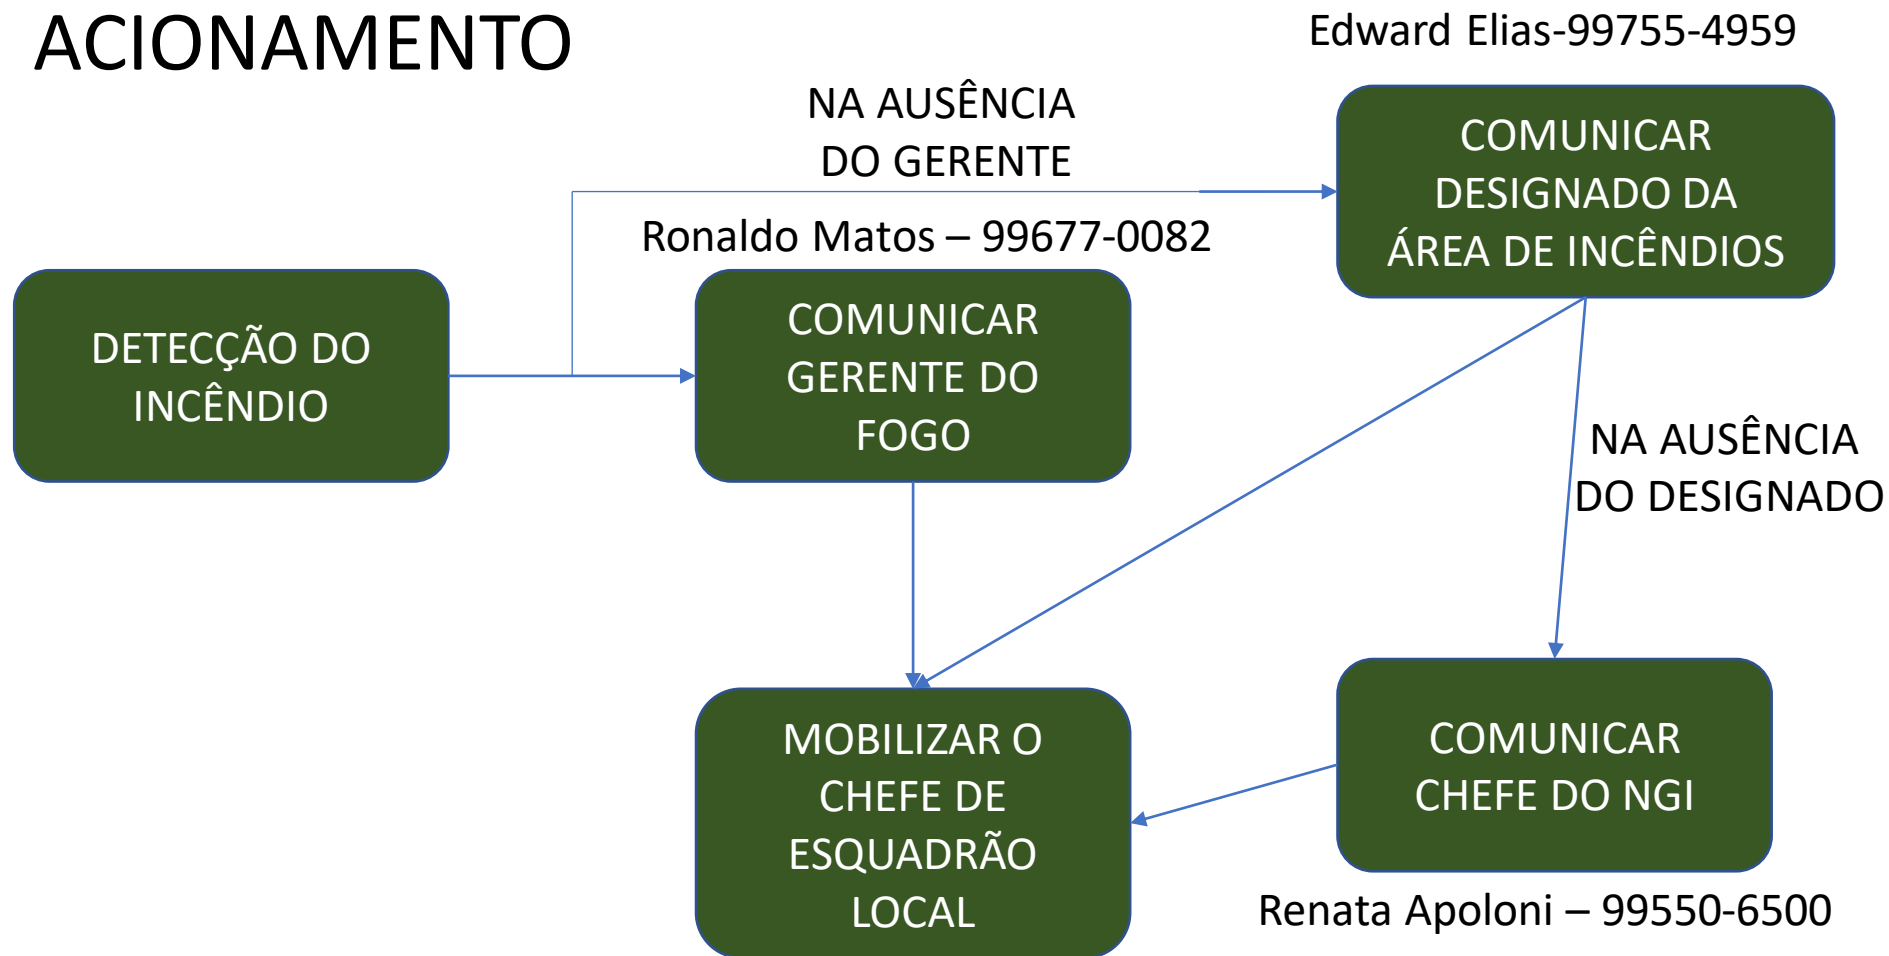 ACIONAMENTO
Edward Elias-99755-4959
NA AUSÊNCIA
DO GERENTE
COMUNICAR
DESIGNADO DA
ÁREA DE INCÊNDIOS
Ronaldo Matos – 99677-0082
DETECÇÃO DO
INCÊNDIO
COMUNICAR
GERENTE DO
FOGO
NA AUSÊNCIA
DO DESIGNADO
MOBILIZAR O
CHEFE DE
ESQUADRÃO
LOCAL
COMUNICAR
CHEFE DO NGI
Renata Apoloni – 99550-6500